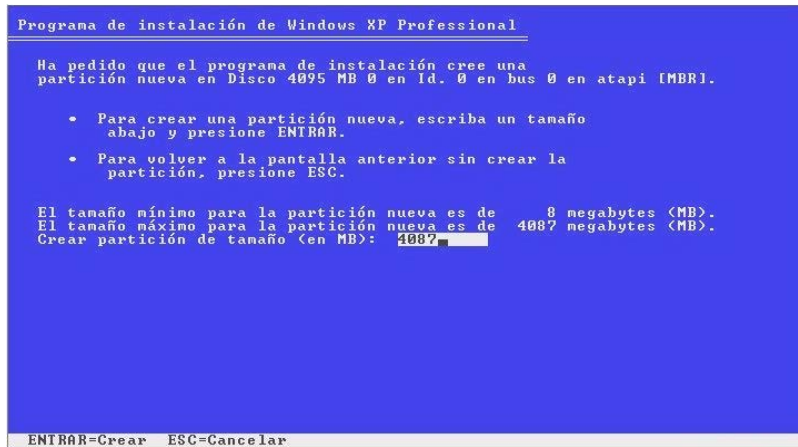 Programa de instalación de Windows XP Professional
Ha pedido que el programa de instalación cree una
partición nueva en Disco 4095 MB 0 en Id. 0 en bus 0 en atapi [MBR].
• Para crear una partición nueva, escriba un tamaño
abajo y presione ENTRAR.
• Para volver a la pantalla anterior sin crear la
partición, presione ESC.
El tamaño mínimo para la partición nueva es de 8 megabytes (MB).
El tamaño máximo para la partición nueva es de 4087 megabytes (MB).
Crear partición de tamaño (en MB): 4087
ENTRAR=Crear ESC=Cancelar